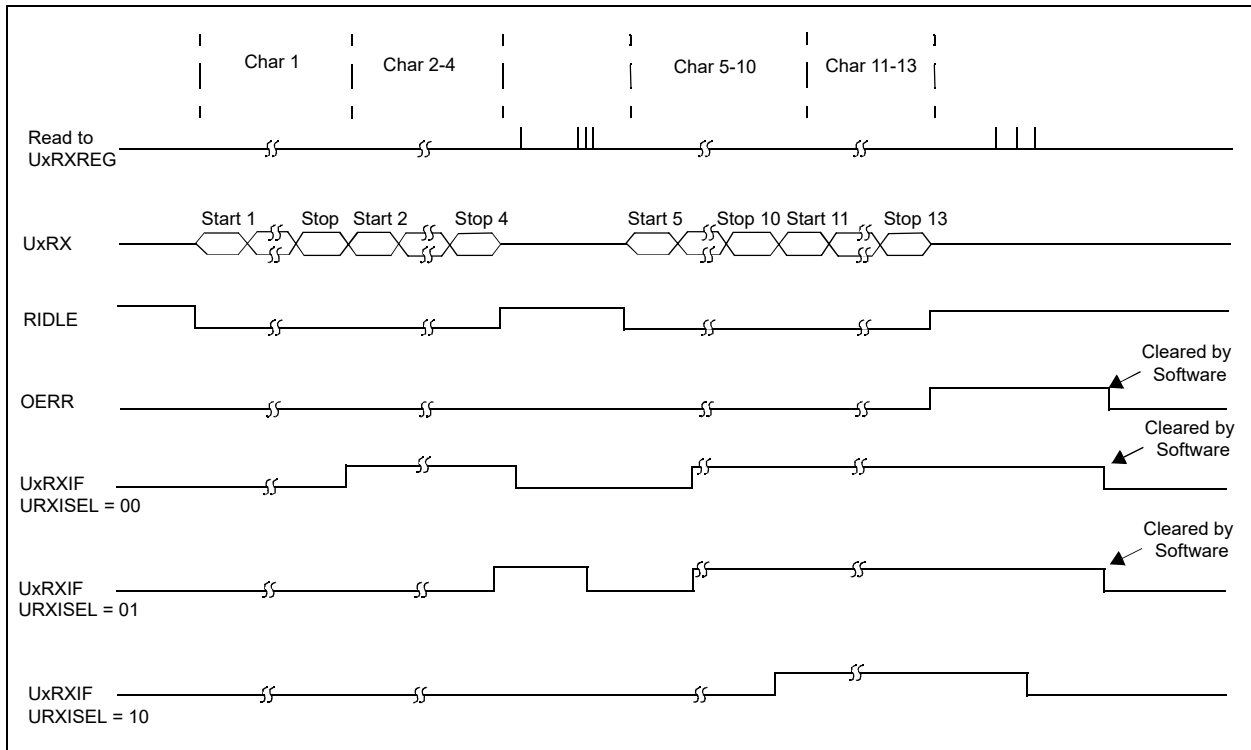 Char 1
Char 2-4
Char 5-10
Char 11-13
Read to
UxRXREG
Start 1
Stop
Start 2
Stop 4
Start 5
Stop 10
Start 11
Stop 13
UxRX
RIDLE
Cleared by
Software
OERR
Cleared by
Software
UxRXIF
URXISEL = 00
Cleared by
Software
UxRXIF
URXISEL = 01
UxRXIF
URXISEL = 10